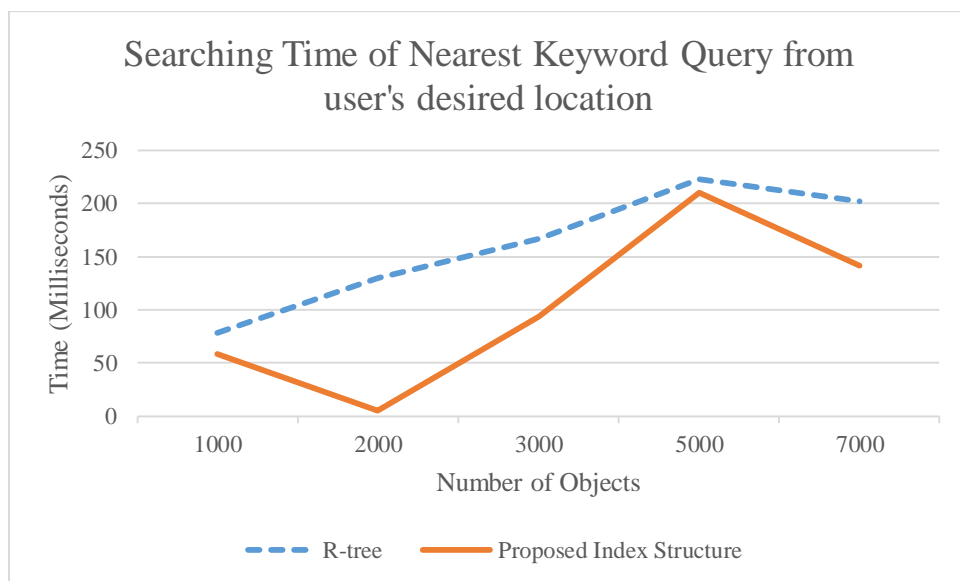 Searching Time of Nearest Keyword Query from
user's desired location
250
200
150
100
50
0
Time (Milliseconds)
1000 2000 3000 5000 7000
Number of Objects
R-tree Proposed Index Structure